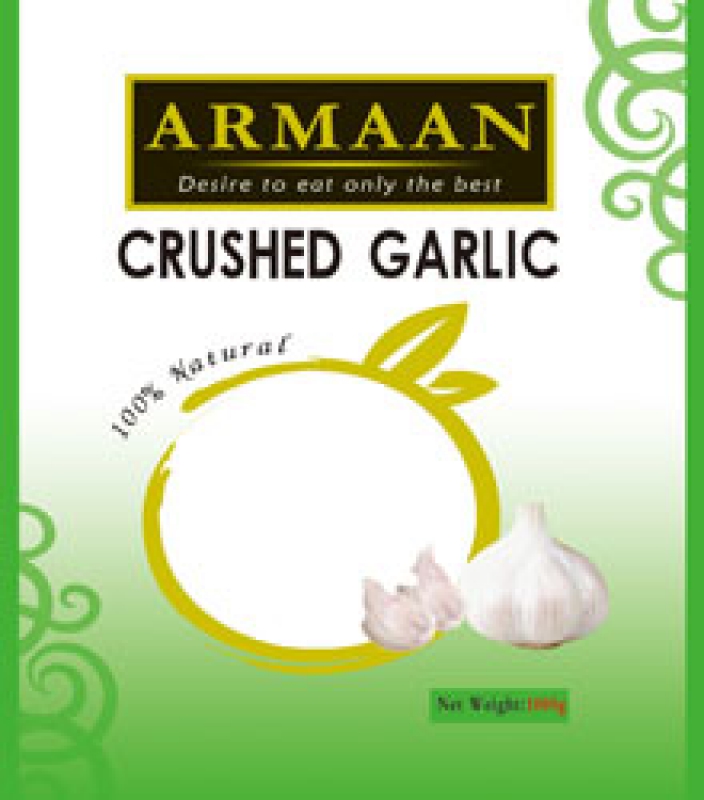 ARMAAN
Desire to eat only the best
CRUSHED GARLIC
100% Natural
Net Weight:1000g